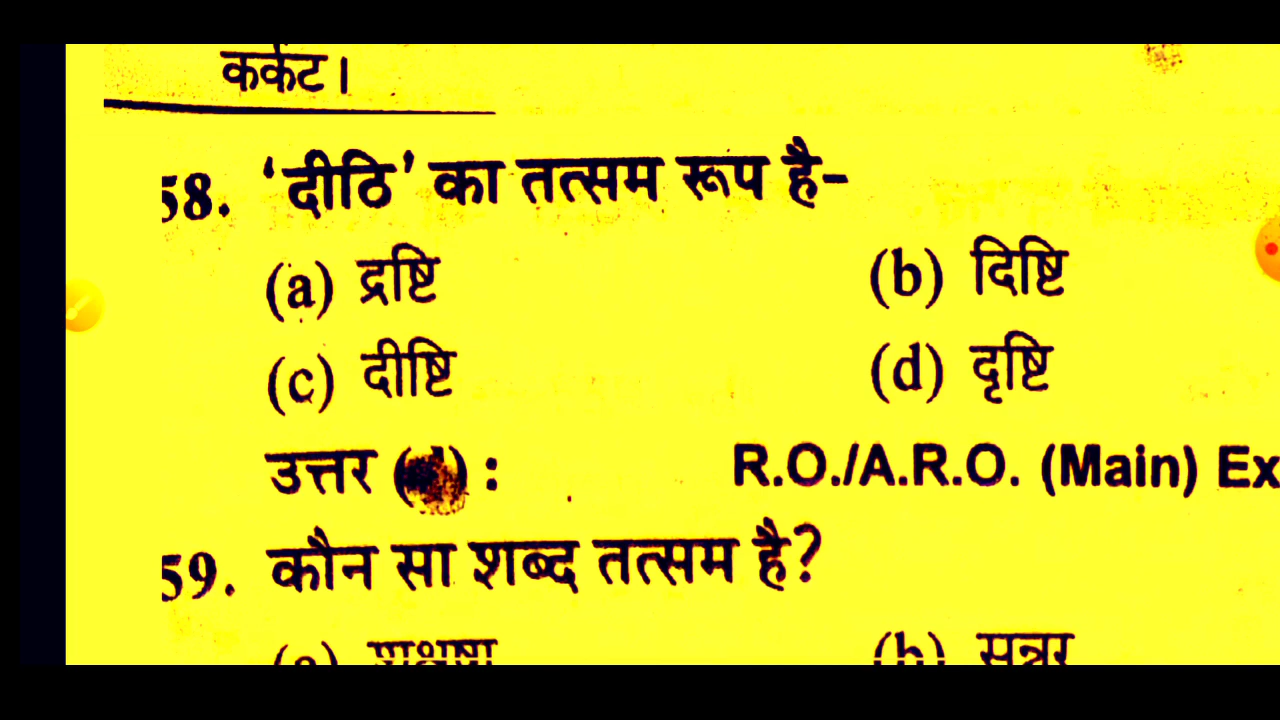 कर्कट।
58. 'दीठि' का तत्सम रूप है-
(a) द्रष्टि (b) दिष्टि
(c) दीष्टि (d) दृष्टि
उत्तर ( ) : R.O./A.R.O. (Main) Ex
59. कौन सा शब्द तत्सम है?
(a) (b)